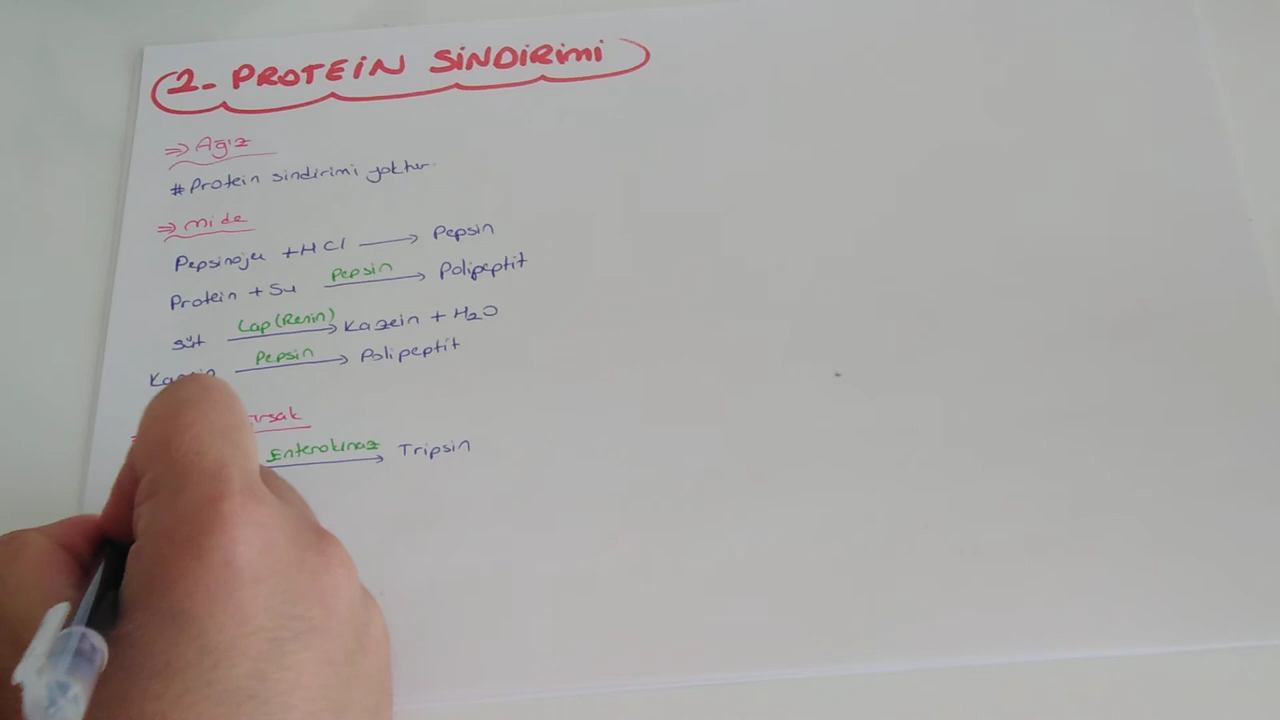 2- PROTEİN SİNDİRİMİ
⇒ Ağız
# Protein sindirimi yoktur.
⇒ mide
Pepsinojen + HCl → Pepsin
Protein + Su Pepsin → Polipeptit
süt Lap (Renin) → Kazein + H2O
Kazein Pepsin → Polipeptit
Enterokinaz → Tripsin